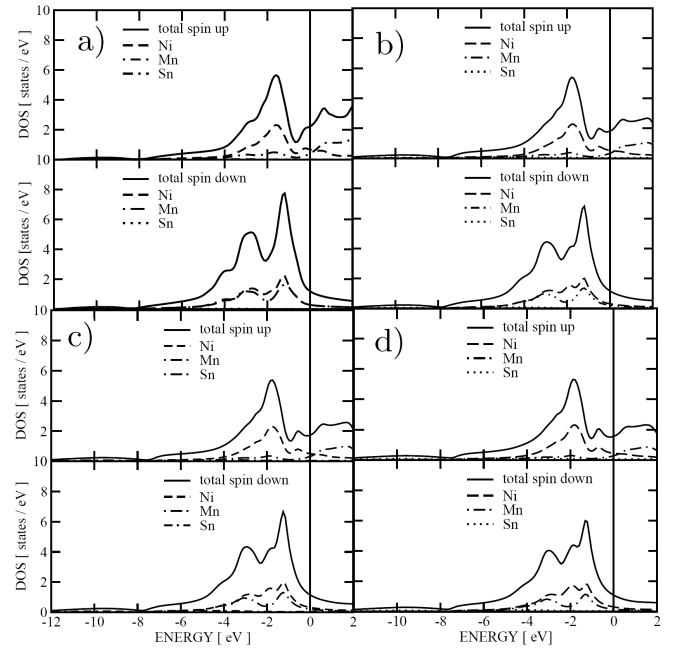 10
a)
total spin up
Ni
Mn
Sn
8
6
4
2
DOS [ states / eV ]
b)
total spin up
Ni
Mn
Sn
10
total spin down
Ni
Mn
Sn
8
6
4
2
DOS [states / eV ]
total spin down
Ni
Mn
Sn
10
c)
total spin up
Ni
Mn
Sn
8
6
4
2
DOS [ states / eV ]
d)
total spin up
Ni
Mn
Sn
10
total spin down
Ni
Mn
Sn
8
6
4
2
0
DOS [ states / eV ]
total spin down
Ni
Mn
Sn
-12 -10 -8 -6 -4 -2 0 2
ENERGY [ eV ]
-10 -8 -6 -4 -2 0 2
ENERGY [eV]